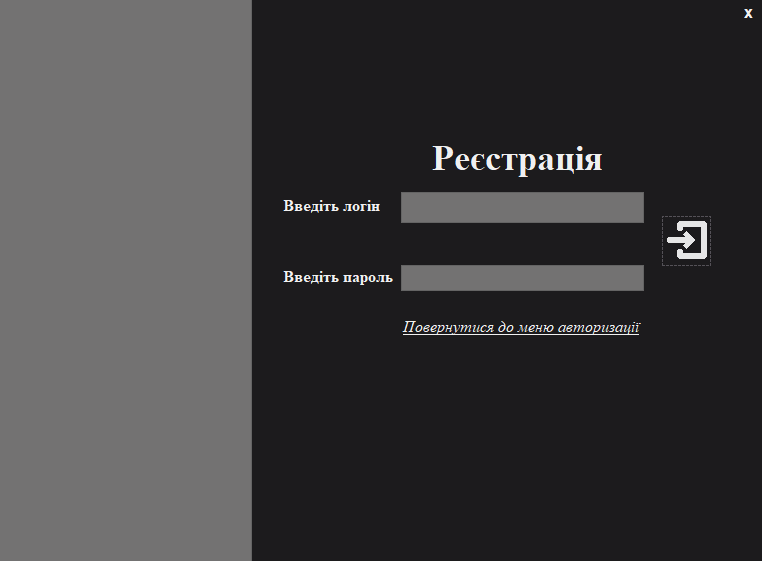 x
Реєстрація
Введіть логін
Введіть пароль
Повернутися до меню авторизації